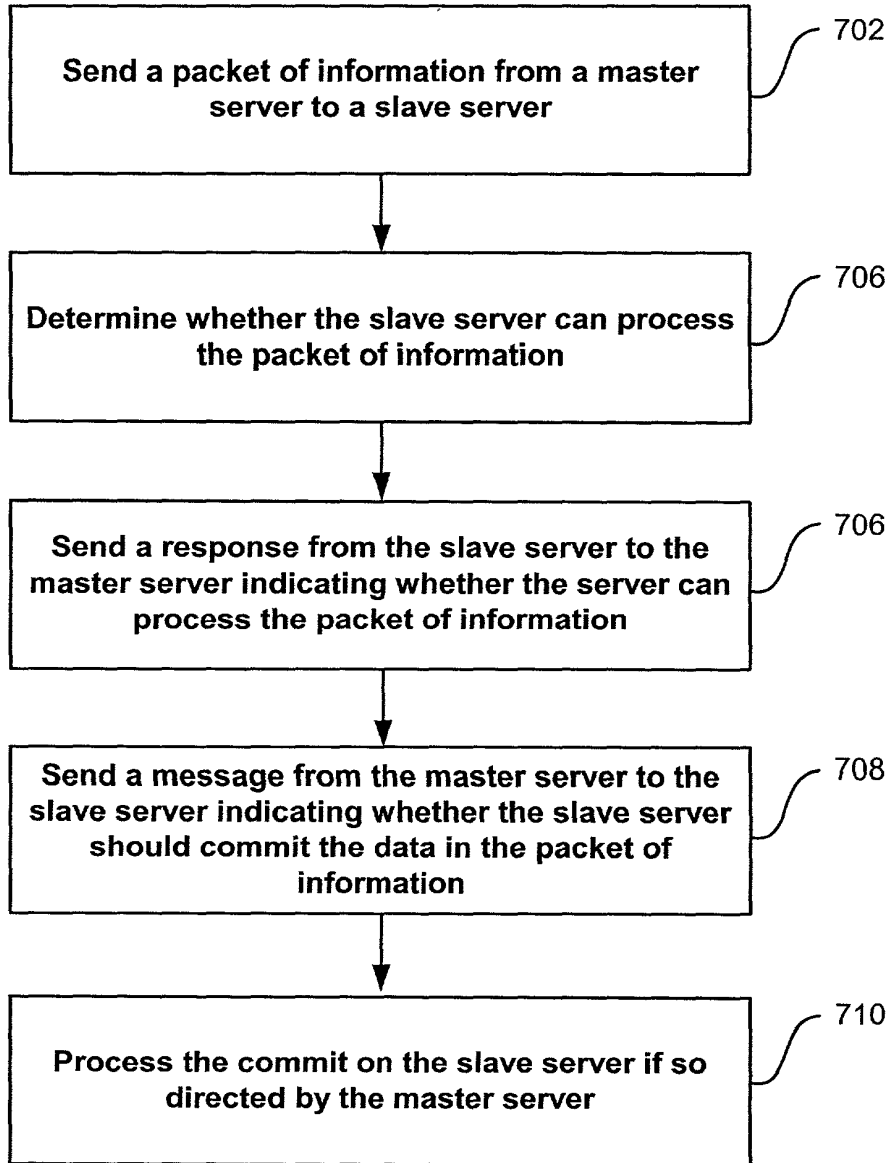 702
Send a packet of information from a master
server to a slave server
706
Determine whether the slave server can process
the packet of information
706
Send a response from the slave server to the
master server indicating whether the server can
process the packet of information
708
Send a message from the master server to the
slave server indicating whether the slave server
should commit the data in the packet of
information
710
Process the commit on the slave server if so
directed by the master server